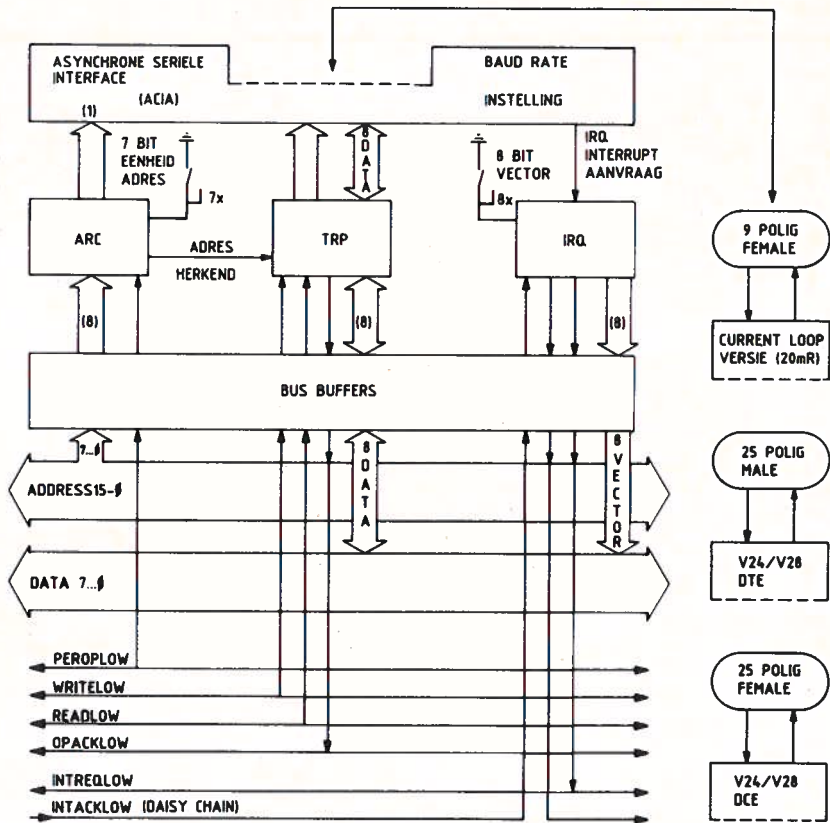 ASYNCHRONE SERIELE
INTERFACE
(ACIA)
(1)
BAUD RATE
INSTELLING
7 BIT
EENHEID
ADRES
7x
8 DATA
8 BIT
VECTOR
8x
IRQ
INTERRUPT
AANVRAAG
ARC
ADRES
HERKEND
TRP
IRQ
9 POLIG
FEMALE
(8)
(8)
(8)
CURRENT LOOP
VERSIE (20mA)
BUS BUFFERS
7...0
8 DATA
8 VECTOR
ADDRESS15-0
25 POLIG
MALE
DATA 7...0
V24/V28
DTE
PEROPLOW
WRITELOW
READLOW
OPACKLOW
INTREQLOW
INTACKLOW (DAISY CHAIN)
25 POLIG
FEMALE
V24/V28
DCE